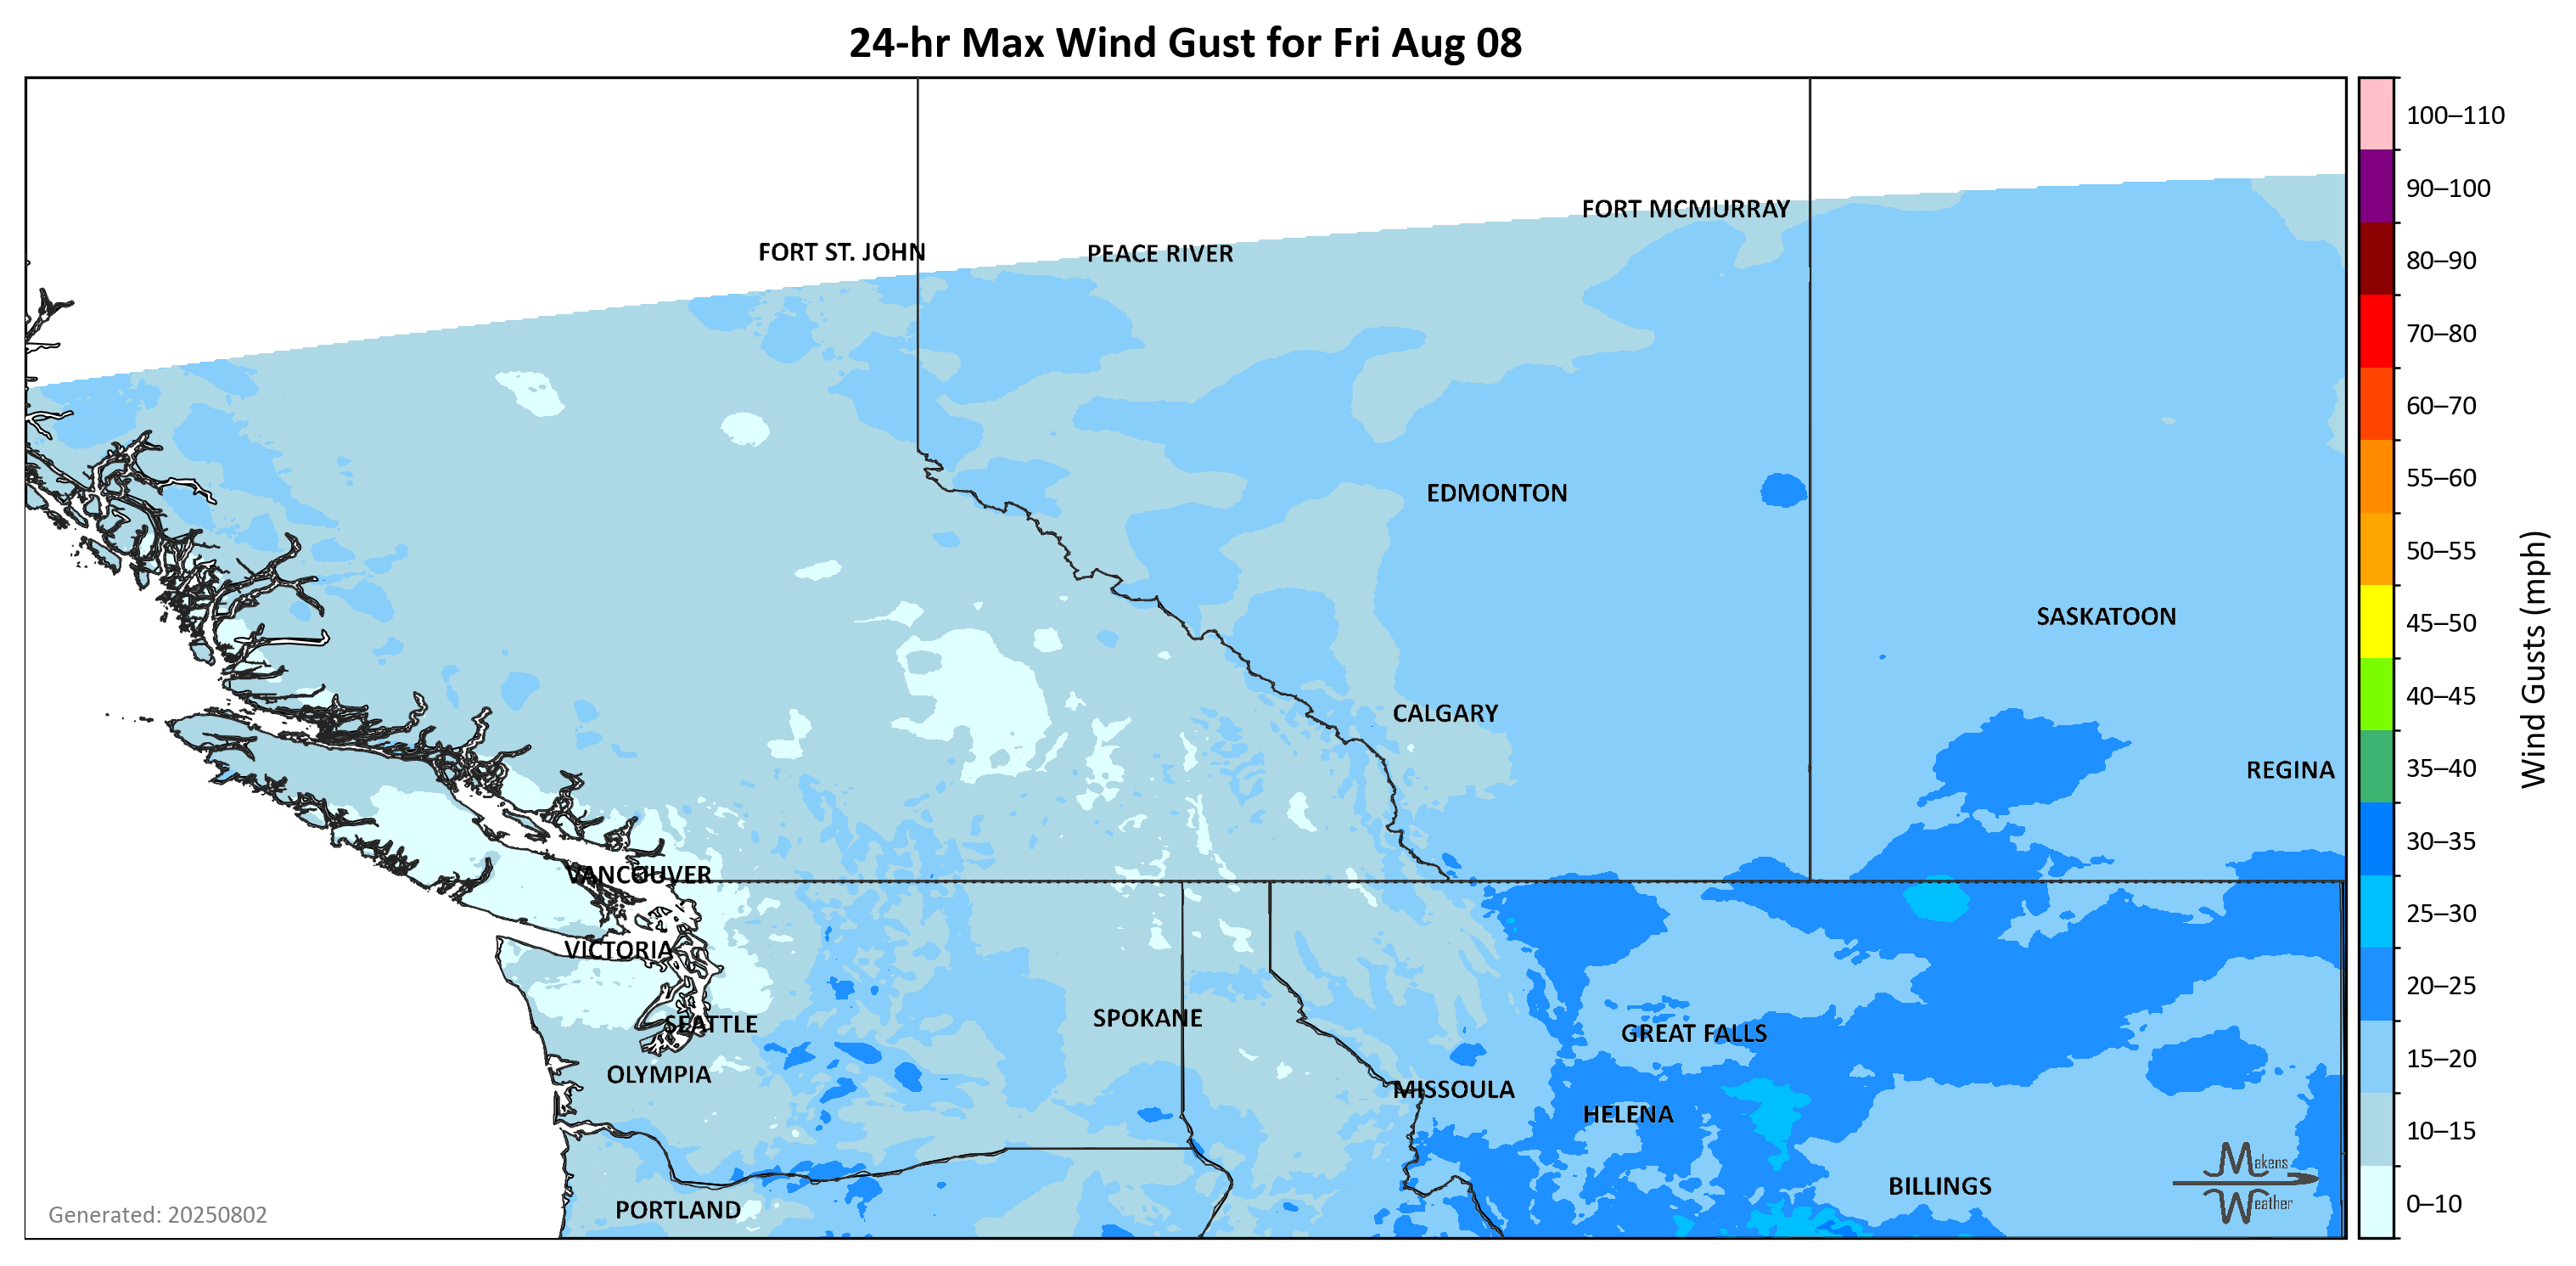 24-hr Max Wind Gust for Fri Aug 08
100–110
90–100
80–90
70–80
60–70
55–60
50–55
45–50
40–45
35–40
30–35
25–30
20–25
15–20
10–15
0–10
Wind Gusts (mph)
FORT MCMURRAY
FORT ST. JOHN
PEACE RIVER
EDMONTON
SASKATOON
CALGARY
REGINA
VANCOUVER
VICTORIA
SPOKANE
SEATTLE
GREAT FALLS
OLYMPIA
MISSOULA
HELENA
BILLINGS
PORTLAND
Makens
Weather
Generated: 20250802